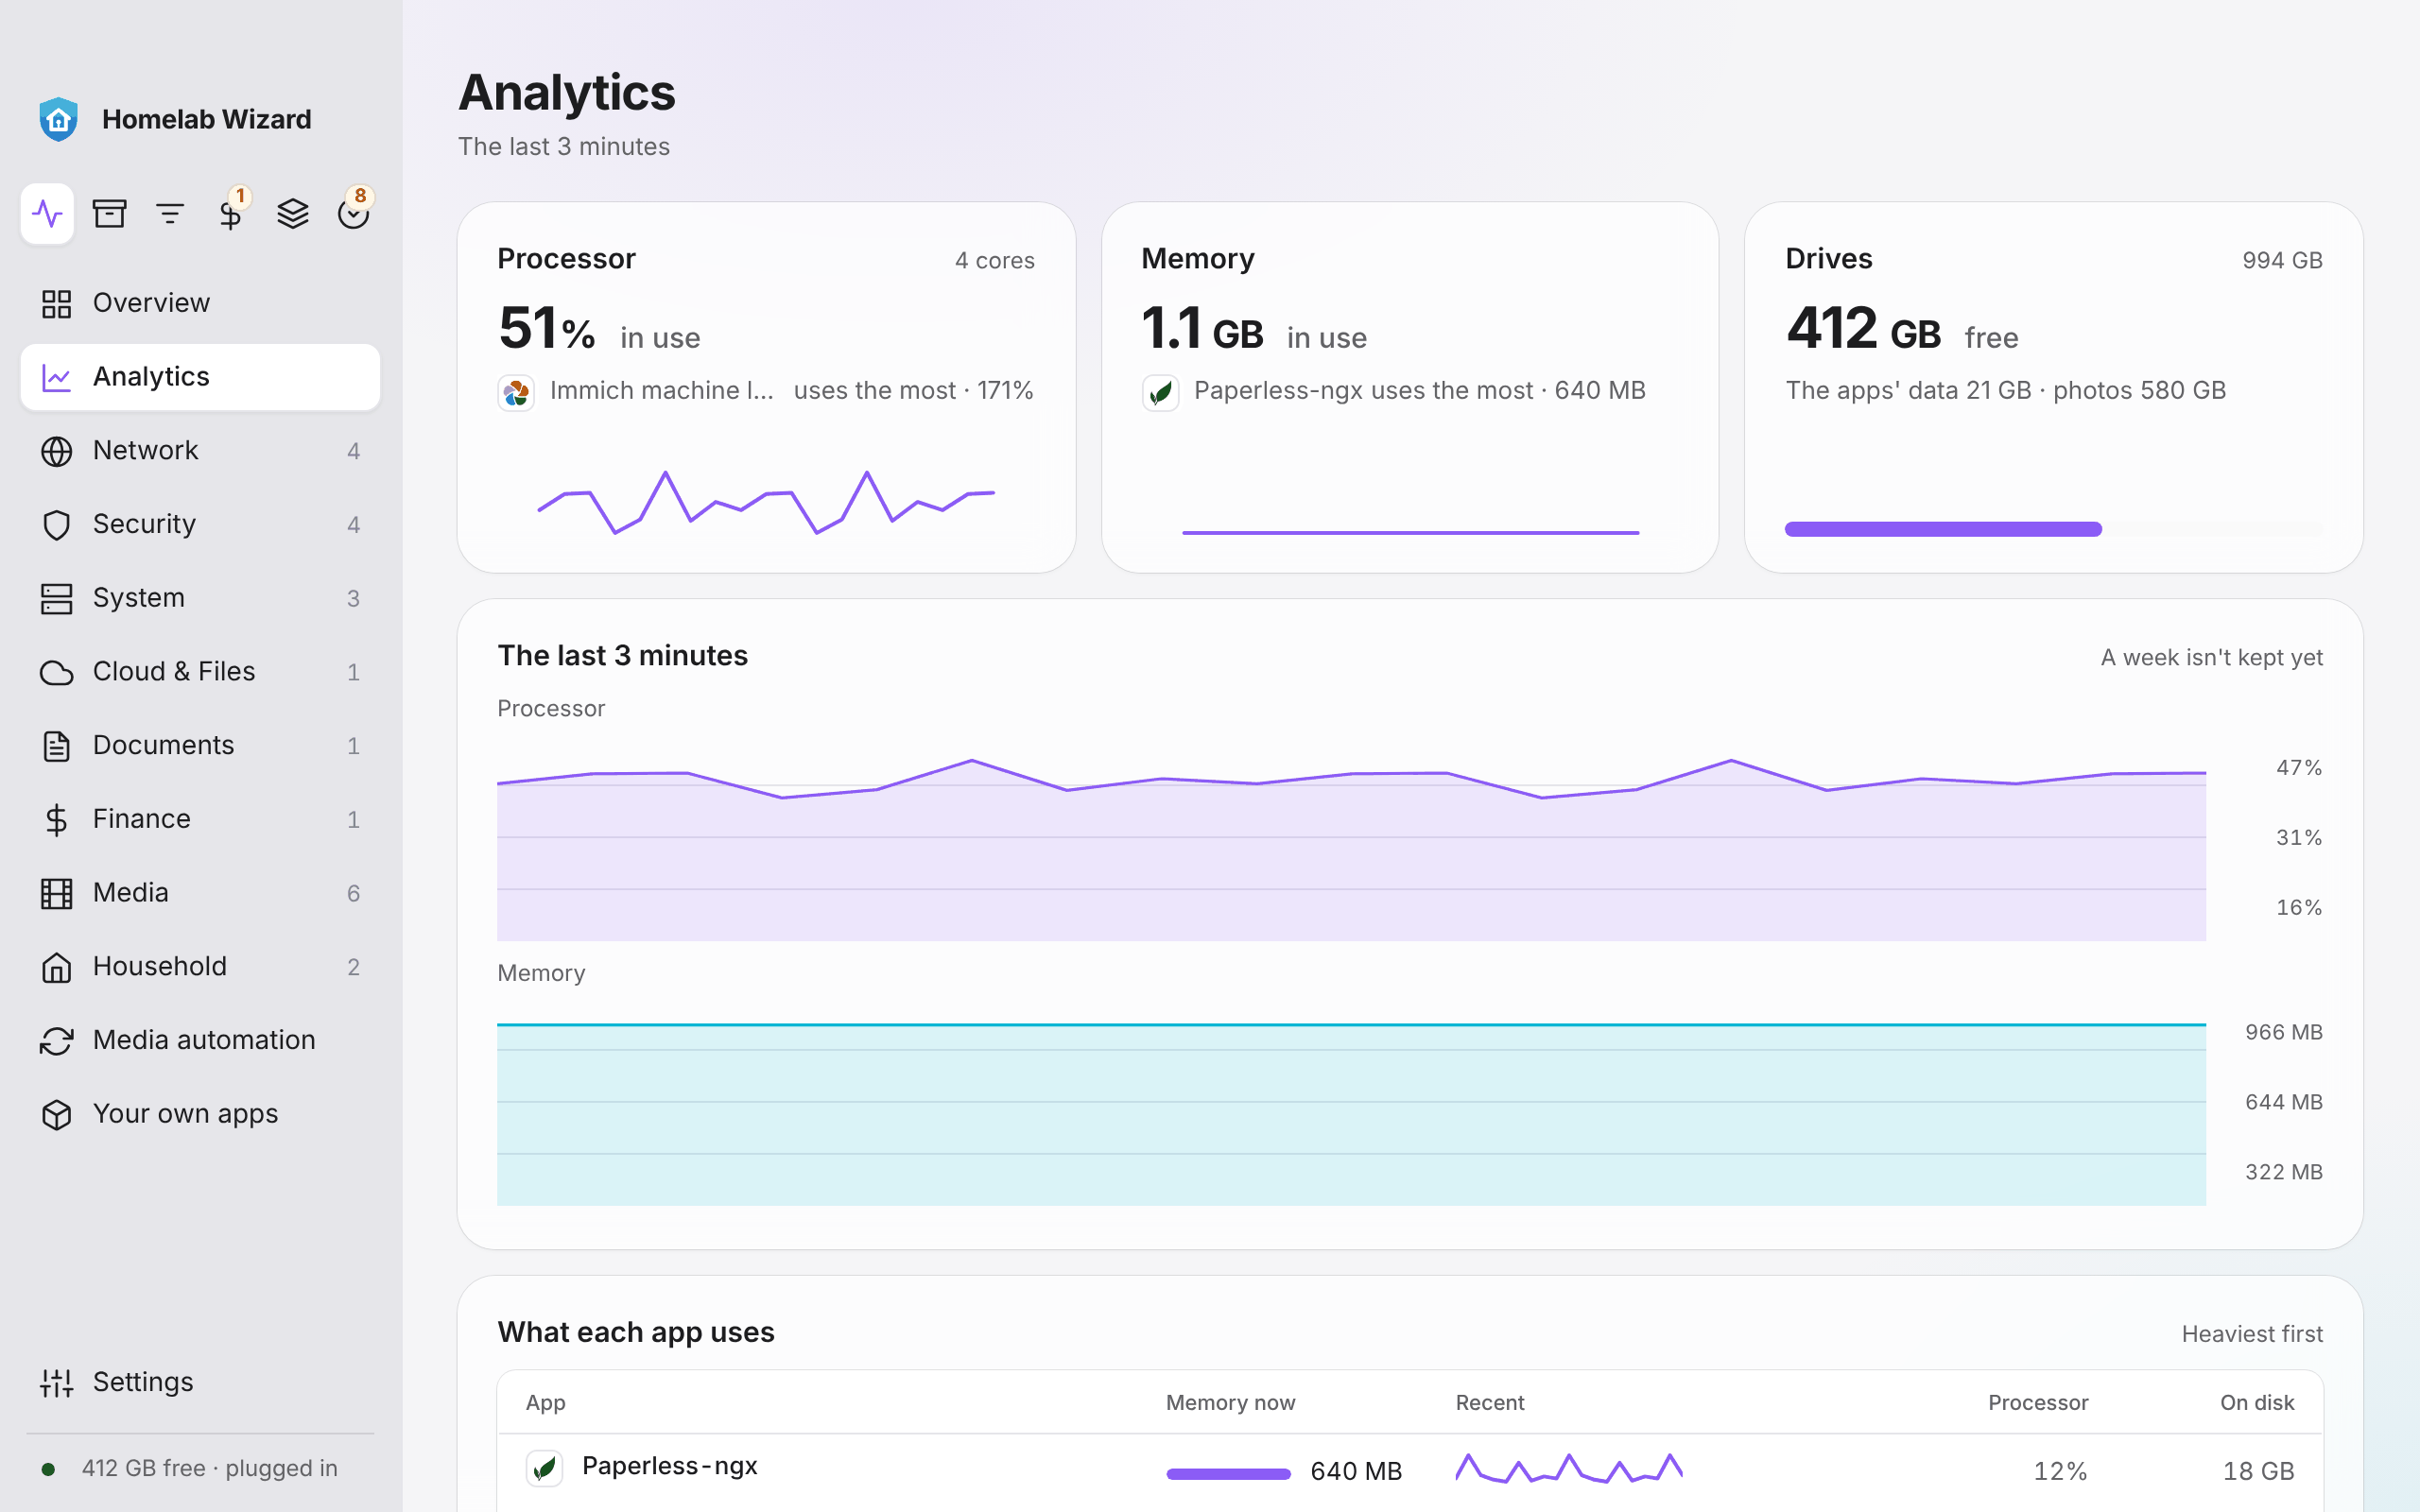 Homelab Wizard
1
8
Overview
Analytics
Network 4
Security 4
System 3
Cloud & Files 1
Documents 1
Finance 1
Media 6
Household 2
Media automation
Your own apps
Settings
412 GB free · plugged in
Analytics
The last 3 minutes
Processor 4 cores
51% in use
Immich machine l... uses the most · 171%
Memory
1.1 GB in use
Paperless-ngx uses the most · 640 MB
Drives 994 GB
412 GB free
The apps' data 21 GB · photos 580 GB
The last 3 minutes A week isn't kept yet
Processor
47%
31%
16%
Memory
966 MB
644 MB
322 MB
What each app uses Heaviest first
App Memory now Recent Processor On disk
Paperless-ngx 640 MB 12% 18 GB